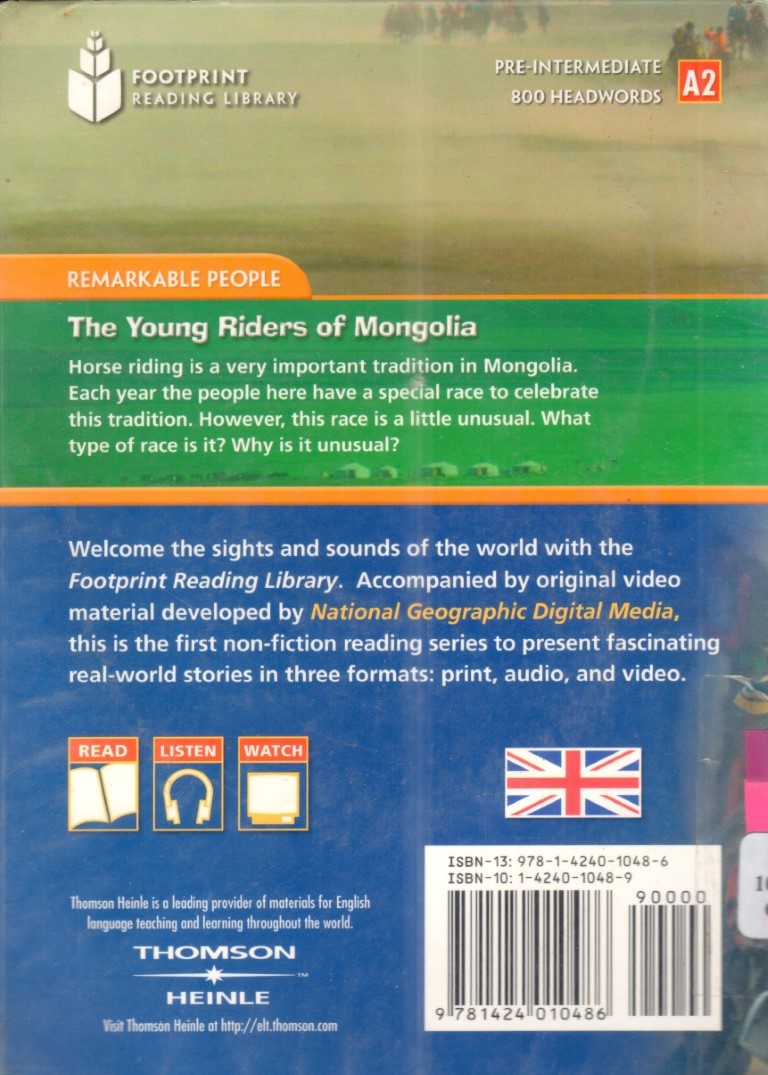 FOOTPRINT
READING LIBRARY
PRE-INTERMEDIATE
800 HEADWORDS
A2
REMARKABLE PEOPLE
The Young Riders of Mongolia
Horse riding is a very important tradition in Mongolia.
Each year the people here have a special race to celebrate
this tradition. However, this race is a little unusual. What
type of race is it? Why is it unusual?
Welcome the sights and sounds of the world with the
Footprint Reading Library. Accompanied by original video
material developed by National Geographic Digital Media,
this is the first non-fiction reading series to present fascinating
real-world stories in three formats: print, audio, and video.
READ
LISTEN
WATCH
Thomson Heinle is a leading provider of materials for English
language teaching and learning throughout the world.
THOMSON
™
HEINLE
Visit Thomson Heinle at http://elt.thomson.com
ISBN-13: 978-1-4240-1048-6
ISBN-10: 1-4240-1048-9
90000
9 781424 010486